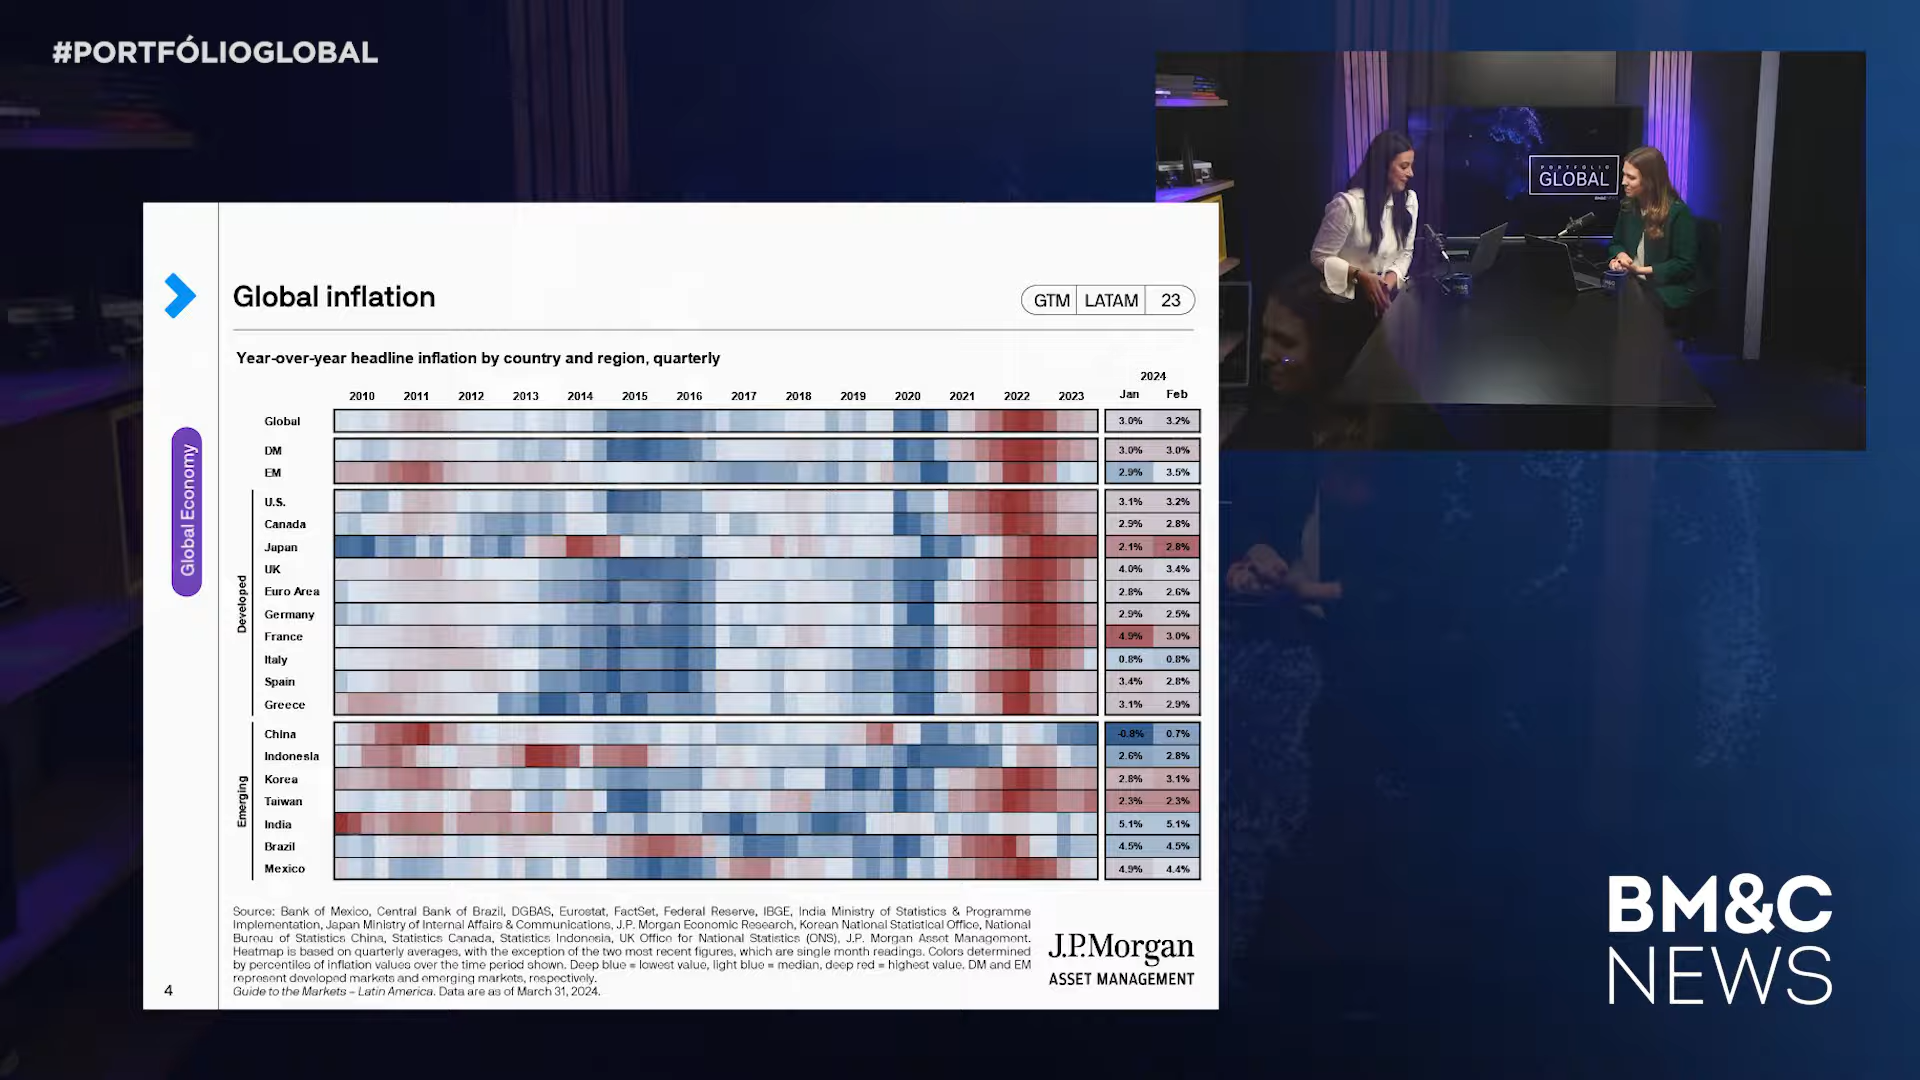 #PORTFÓLIOGLOBAL
PORTFOLIO
GLOBAL
Global inflation
GTM LATAM 23
Global Economy
Year-over-year headline inflation by country and region, quarterly
2024
2010 2011 2012 2013 2014 2015 2016 2017 2018 2019 2020 2021 2022 2023 Jan Feb
Global 3.0% 3.2%
DM 3.0% 3.0%
EM 2.9% 3.5%
Developed
U.S. 3.1% 3.2%
Canada 2.9% 2.8%
Japan 2.1% 2.8%
UK 4.0% 3.4%
Euro Area 2.8% 2.6%
Germany 2.9% 2.5%
France 4.9% 3.0%
Italy 0.8% 0.8%
Spain 3.4% 2.8%
Greece 3.1% 2.9%
Emerging
China -0.8% 0.7%
Indonesia 2.6% 2.8%
Korea 2.8% 3.1%
Taiwan 2.3% 2.3%
India 5.1% 5.1%
Brazil 4.5% 4.5%
Mexico 4.9% 4.4%
Source: Bank of Mexico, Central Bank of Brazil, DGBAS, Eurostat, FactSet, Federal Reserve, IBGE, India Ministry of Statistics & Programme
Implementation, Japan Ministry of Internal Affairs & Communications, J.P. Morgan Economic Research, Korean National Statistical Office, National
Bureau of Statistics China, Statistics Canada, Statistics Indonesia, UK Office for National Statistics (ONS), J.P. Morgan Asset Management.
Heatmap is based on quarterly averages, with the exception of the two most recent figures, which are single month readings. Colors determined
by percentiles of inflation values over the time period shown. Deep blue = lowest value, light blue = median, deep red = highest value. DM and EM
represent developed markets and emerging markets, respectively.
Guide to the Markets – Latin America. Data are as of March 31, 2024.
4
J.P.Morgan
ASSET MANAGEMENT
BM&C
NEWS